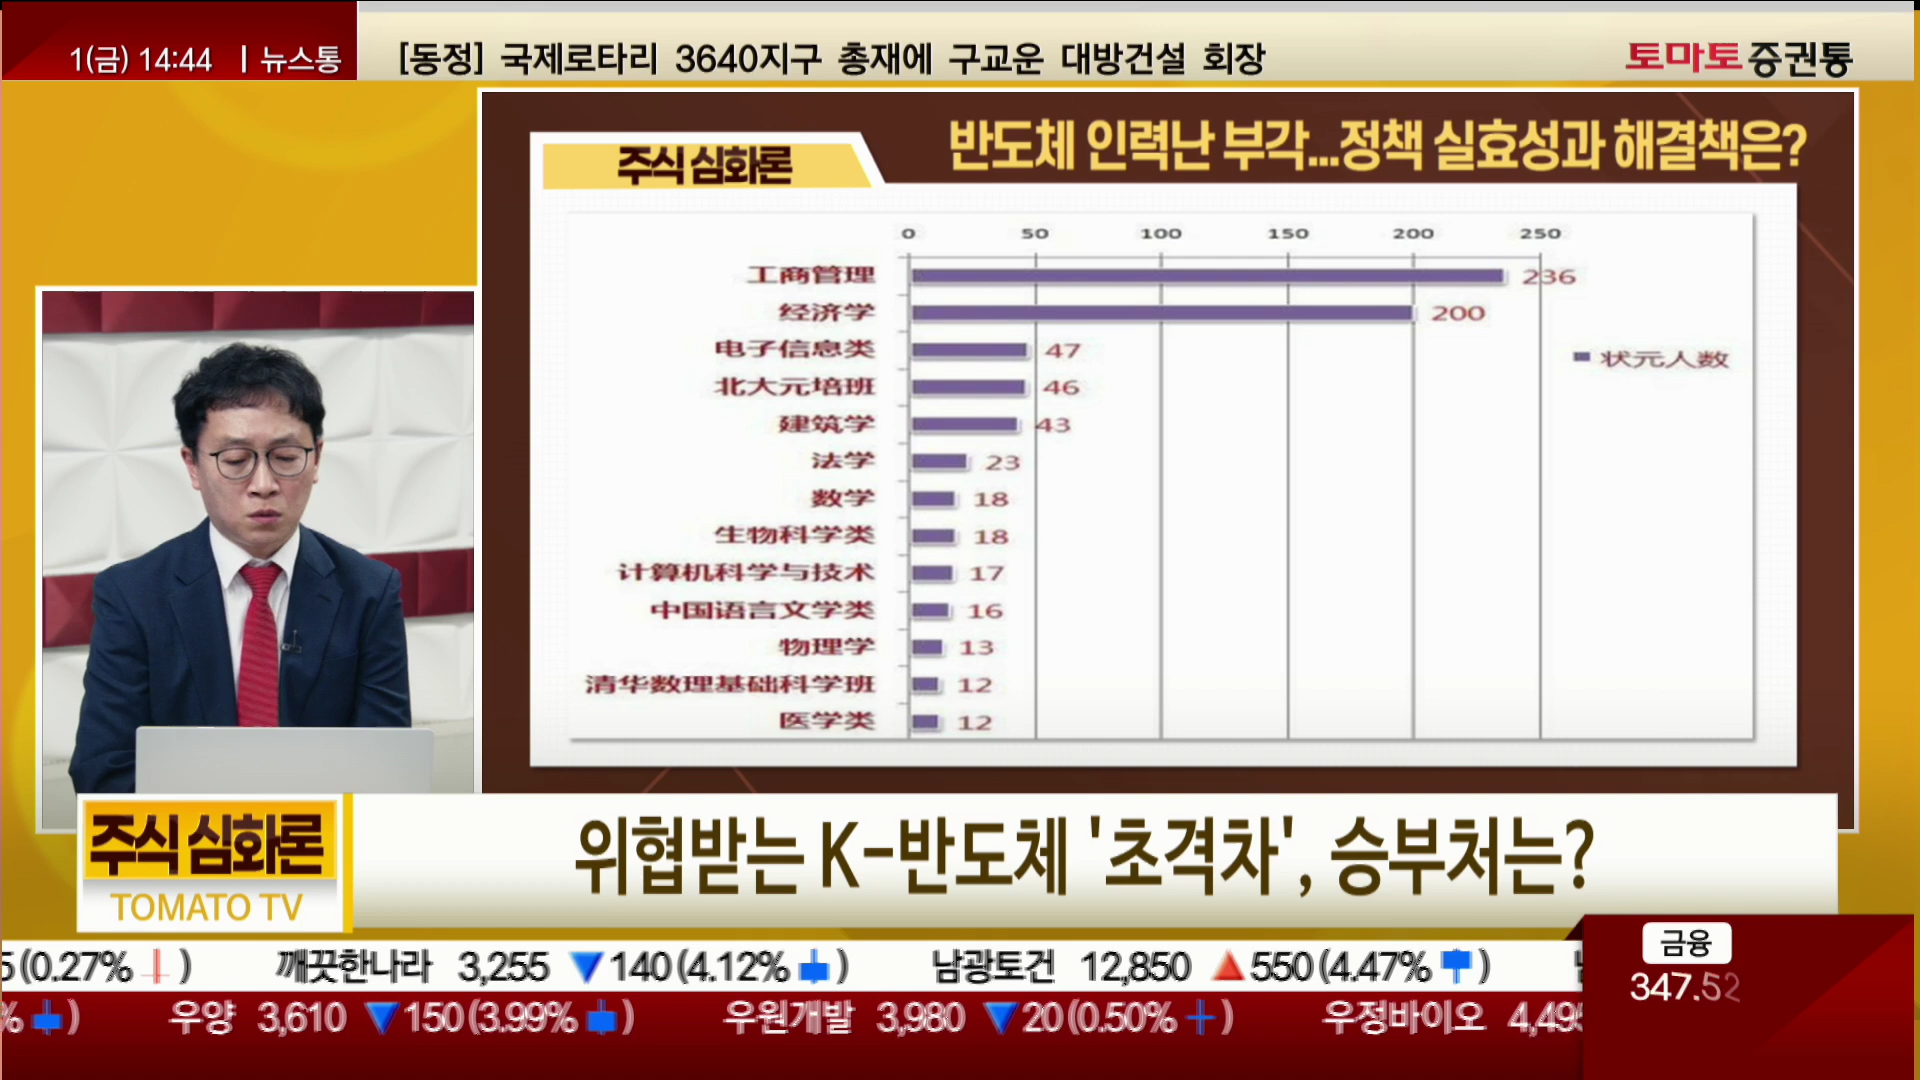 1(금) 14:44 | 뉴스통
[동정] 국제로타리 3640지구 총재에 구교운 대방건설 회장
토마토증권통
반도체 인력난 부각...정책 실효성과 해결책은?
주식 심화론
0 50 100 150 200 250
工商管理 236
经济学 200
电子信息类 47
状元人数
北大元培班 46
建筑学 43
法学 23
数学 18
生物科学类 18
计算机科学与技术 17
中国语言文学类 16
物理学 13
清华数理基础科学班 12
医学类 12
주식 심화론
TOMATO TV
위협받는 K-반도체 '초격차', 승부처는?
5(0.27% ) 깨끗한나라 3,255 ▼140(4.12% ) 남광토건 12,850 ▲550(4.47% )
금융
347.52
% ) 우양 3,610 ▼150(3.99% ) 우원개발 3,980 ▼20(0.50% ) 우정바이오 4,495